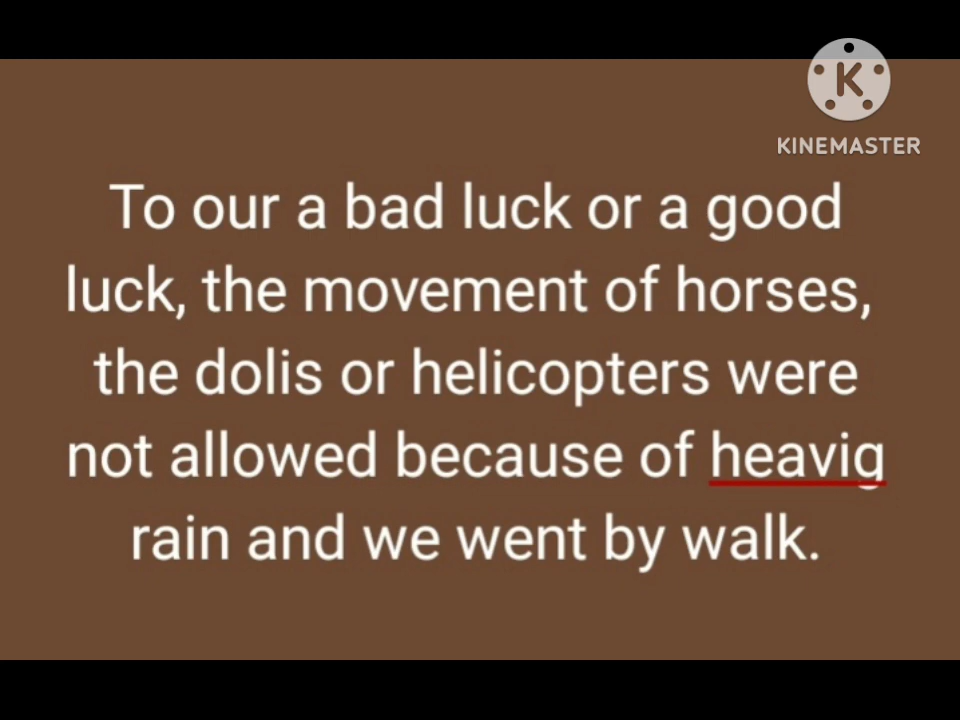 KINEMASTER
To our a bad luck or a good
luck, the movement of horses,
the dolis or helicopters were
not allowed because of heavig
rain and we went by walk.